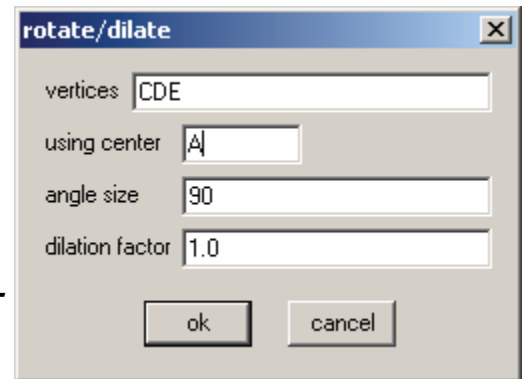 rotate/dilate
vertices CDE
using center A
angle size 90
dilation factor 1.0
ok cancel